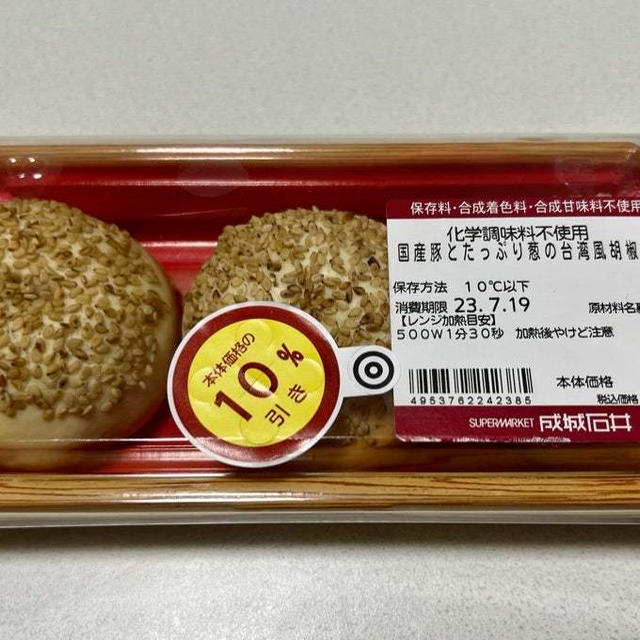 保存料・合成着色料・合成甘味料不使用
化学調味料不使用
国産豚とたっぷり葱の台湾風胡椒
保存方法 10℃以下
消費期限 23.7.19
原材料名
【レンジ加熱目安】
500W1分30秒 加熱後やけど注意
本体価格
税込価格
4953762242385
SUPERMARKET 成城石井
本体価格の
10%
引き